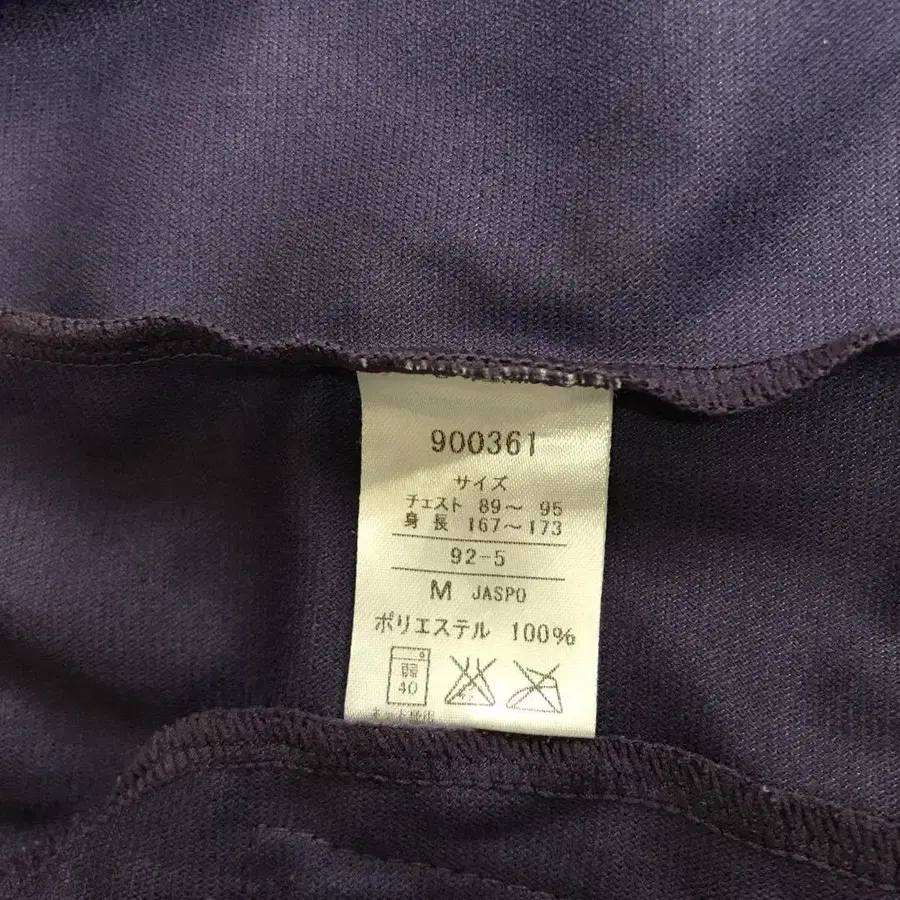 900361
サイズ
チェスト 89～ 95
身 長 167～173
92-5
M JASPO
ポリエステル 100%
弱
40